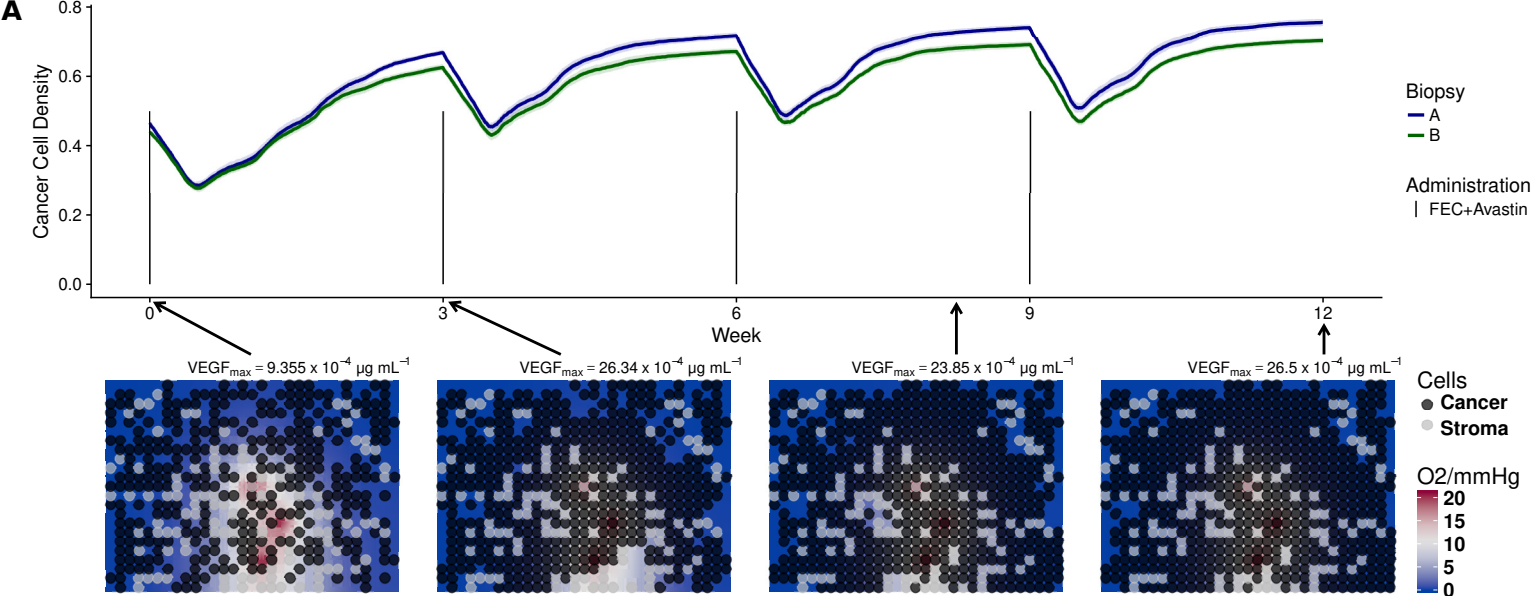 A
Cancer Cell Density
0.8
0.6
0.4
0.2
0.0
0 3 6 9 12
Week
Biopsy
A
B
Administration
FEC+Avastin
VEGFmax = 9.355 x 10−4 µg mL−1
VEGFmax = 26.34 x 10−4 µg mL−1
VEGFmax = 23.85 x 10−4 µg mL−1
VEGFmax = 26.5 x 10−4 µg mL−1
Cells
Cancer
Stroma
O2/mmHg
20
15
10
5
0